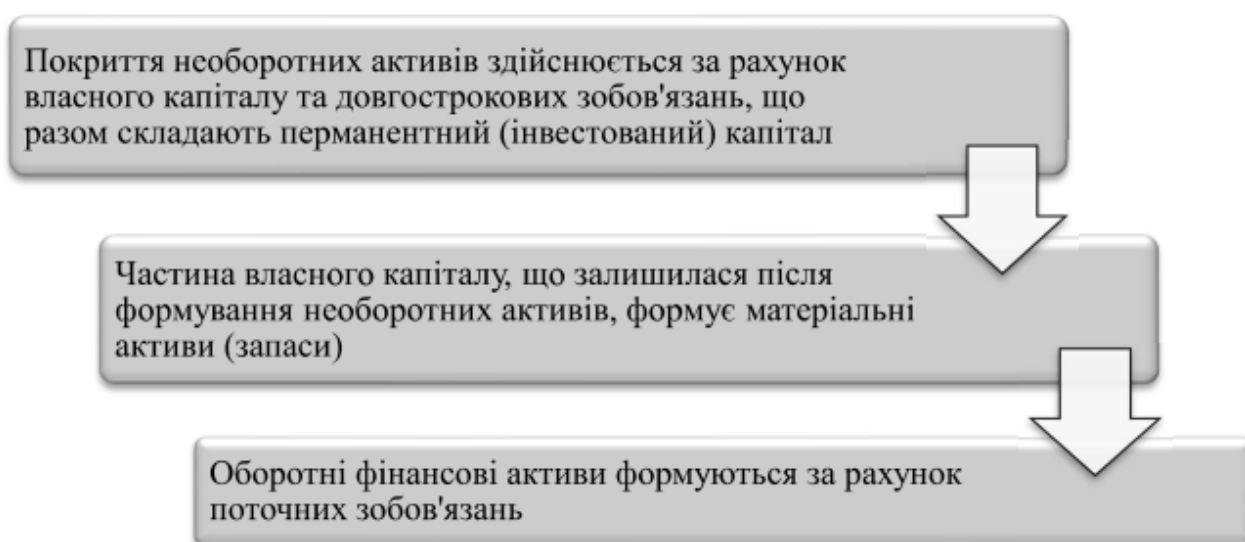 Покриття необоротних активів здійснюється за рахунок
власного капіталу та довгострокових зобов'язань, що
разом складають перманентний (інвестований) капітал
Частина власного капіталу, що залишилася після
формування необоротних активів, формує матеріальні
активи (запаси)
Оборотні фінансові активи формуються за рахунок
поточних зобов'язань